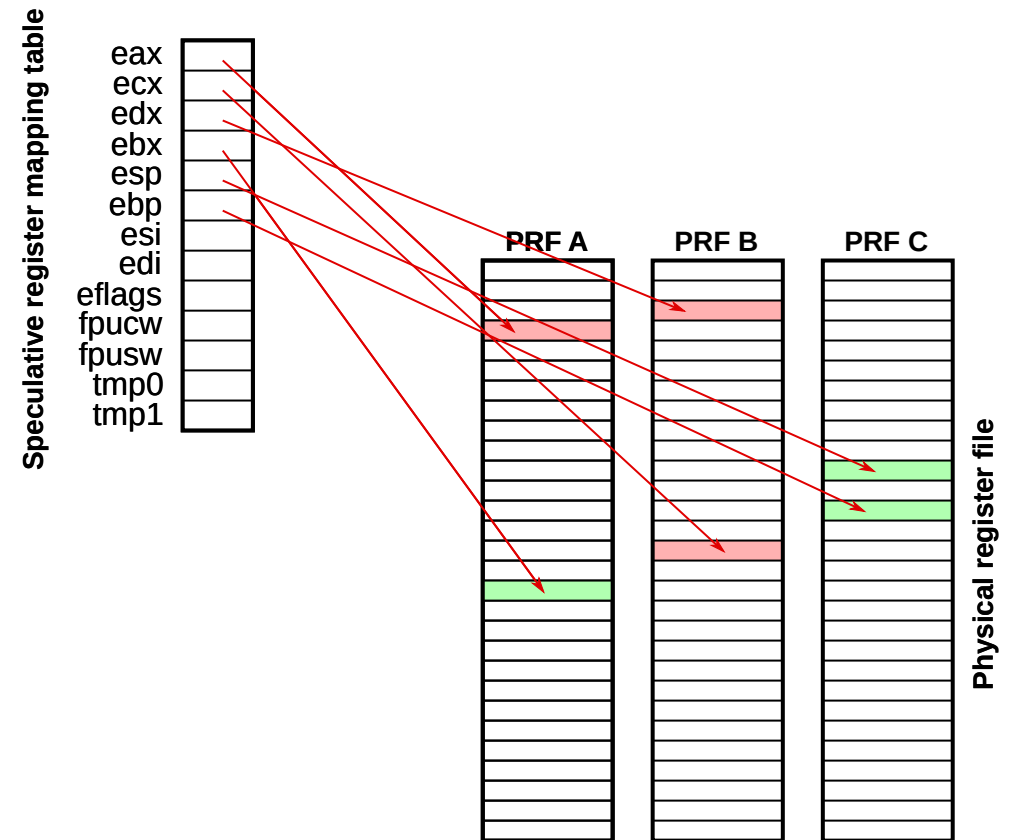 Speculative register mapping table
eax
ecx
edx
ebx
esp
ebp
esi
edi
eflags
fpucw
fpusw
tmp0
tmp1
PRF A
PRF B
PRF C
Physical register file